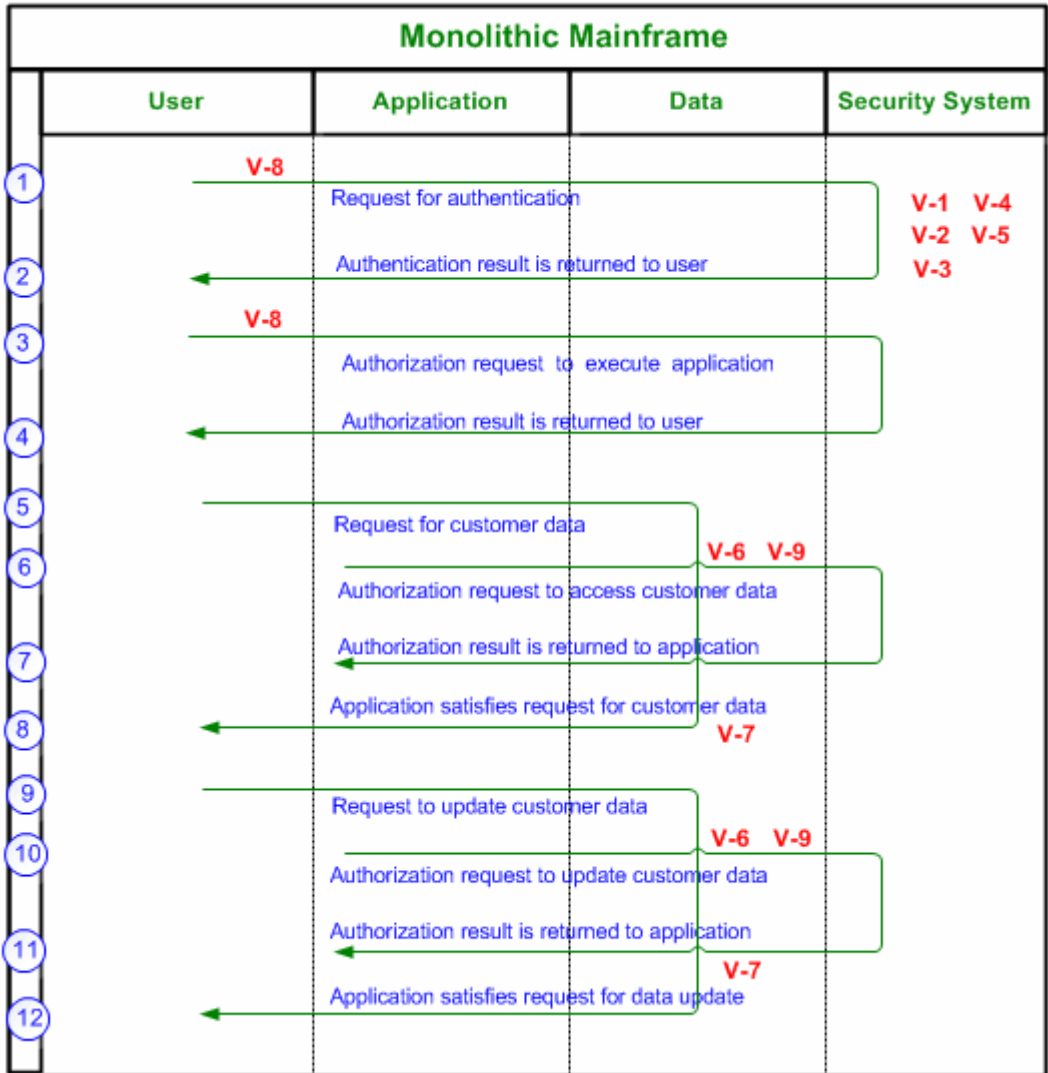 Monolithic Mainframe
User Application Data Security System
V-8
1
Request for authentication
V-1 V-4
V-2 V-5
Authentication result is returned to user
V-3
2
V-8
3
Authorization request to execute application
Authorization result is returned to user
4
5
Request for customer data
V-6 V-9
6
Authorization request to access customer data
Authorization result is returned to application
7
Application satisfies request for customer data
8
V-7
9
Request to update customer data
V-6 V-9
10
Authorization request to update customer data
Authorization result is returned to application
11
V-7
Application satisfies request for data update
12